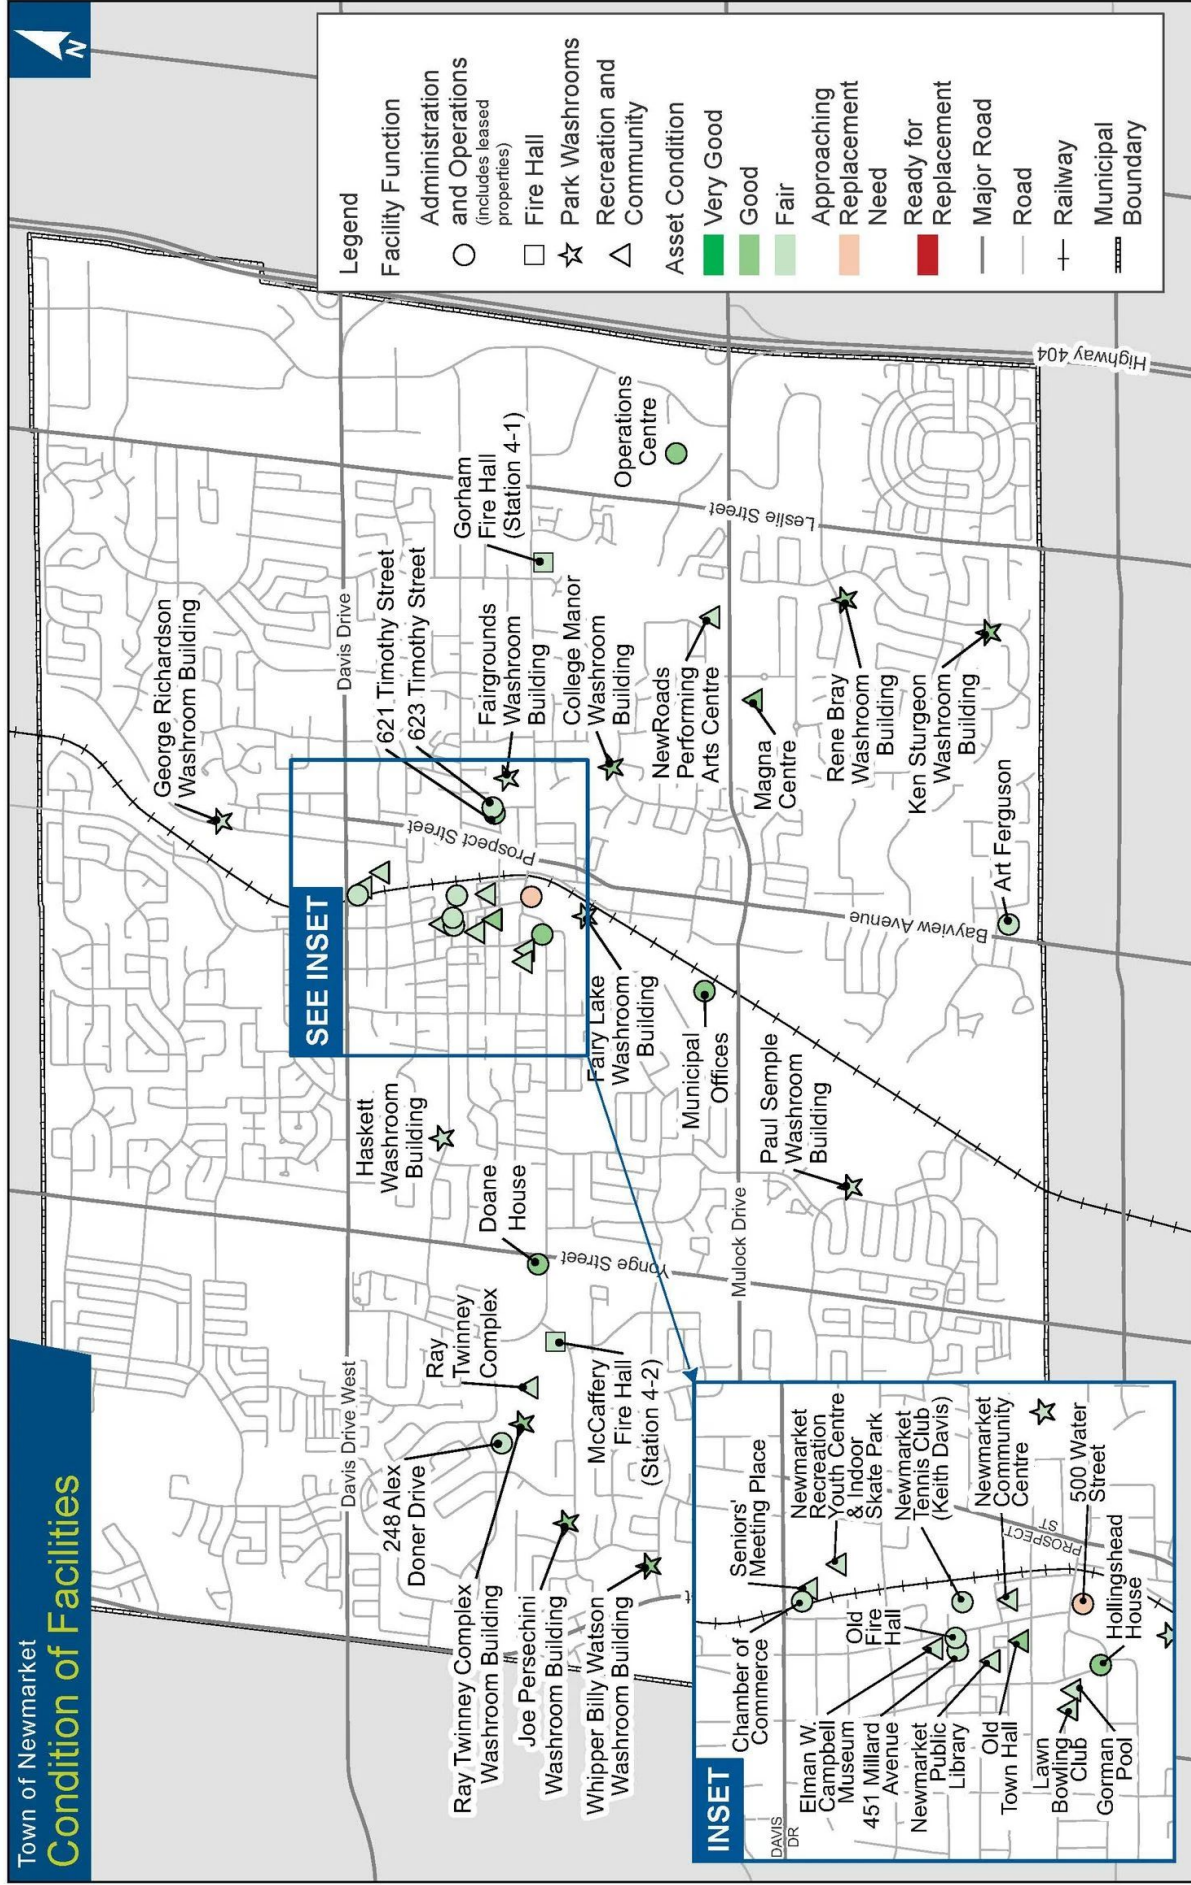 Town of Newmarket
Condition of Facilities
N
Legend
Facility Function
Administration
and Operations
(includes leased
properties)
Fire Hall
Park Washrooms
Recreation and
Community
Asset Condition
Very Good
Good
Fair
Approaching
Replacement
Need
Ready for
Replacement
Major Road
Road
Railway
Municipal
Boundary
George Richardson
Washroom Building
Davis Drive West
Davis Drive
SEE INSET
Haskett
Washroom
Building
621 Timothy Street
623 Timothy Street
Gorham
Fire Hall
(Station 4-1)
Prospect Street
Fairgrounds
Washroom
Building
College Manor
Washroom
Building
Operations
Centre
Leslie Street
Highway 404
Ray
Twinney
Complex
Doane
House
Yonge Street
248 Alex
Doner Drive
Ray Twinney Complex
Washroom Building
Joe Persechini
Washroom Building
Whipper Billy Watson
Washroom Building
McCaffery
Fire Hall
(Station 4-2)
Fairy Lake
Washroom
Building
Municipal
Offices
NewRoads
Performing
Arts Centre
Mulock Drive
Magna
Centre
Paul Semple
Washroom
Building
Bayview Avenue
Rene Bray
Washroom
Building
Ken Sturgeon
Washroom
Building
Art Ferguson
INSET
DAVIS
DR
Chamber of
Commerce
Seniors'
Meeting Place
Newmarket
Recreation
Youth Centre
& Indoor
Skate Park
Elman W.
Campbell
Museum
Old
Fire
Hall
Newmarket
Tennis Club
(Keith Davis)
451 Millard
Avenue
Newmarket
Public
Library
Newmarket
Community
Centre
Old
Town Hall
PROSPECT
ST
Lawn
Bowling
Club
Gorman
Pool
500 Water
Street
Hollingshead
House